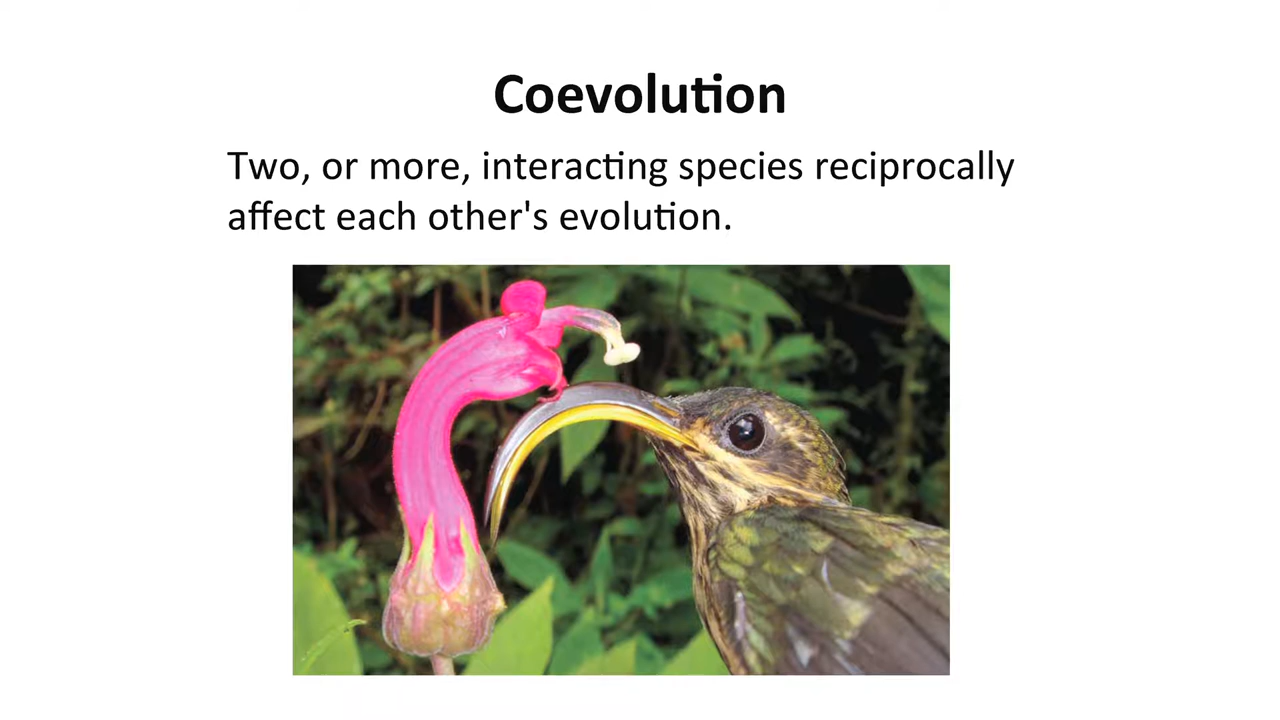 Coevolution
Two, or more, interacting species reciprocally
affect each other's evolution.